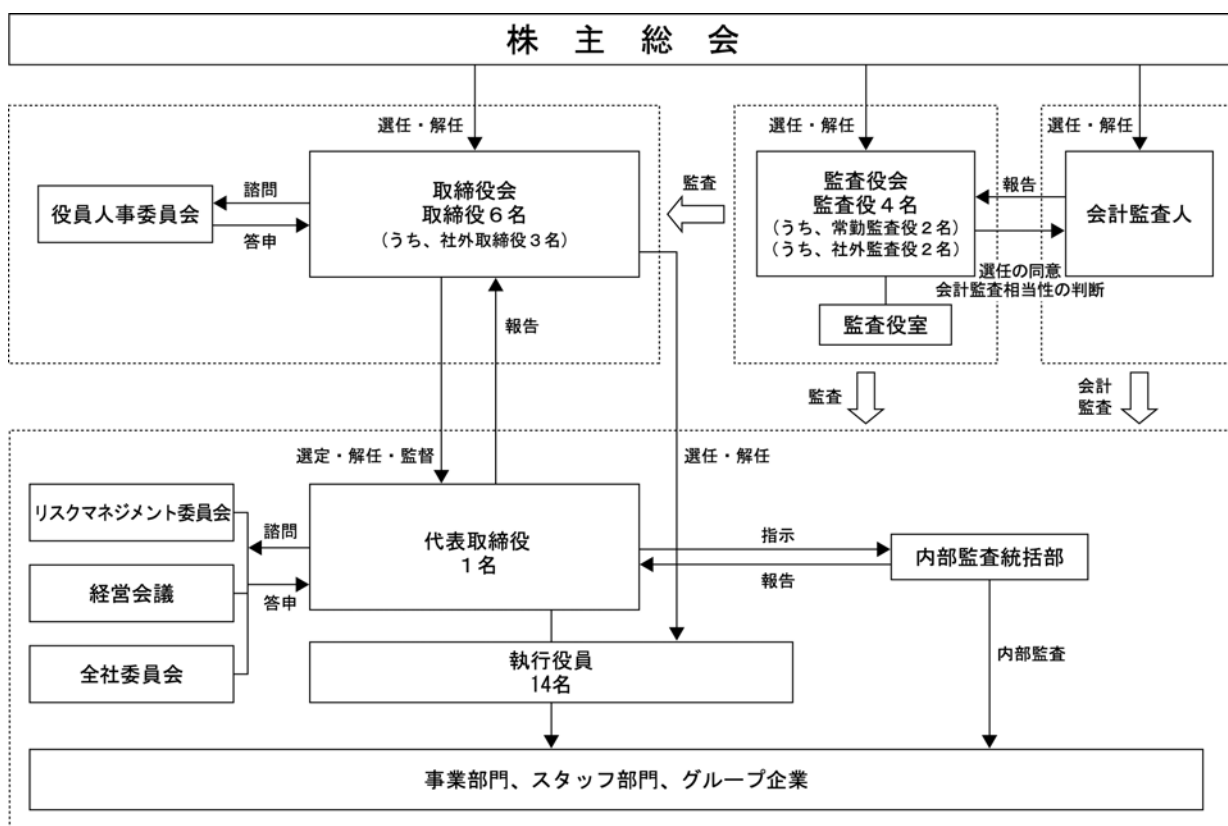 株主総会
選任・解任
選任・解任
選任・解任
役員人事委員会
諮問
答申
取締役会
取締役6名
（うち、社外取締役3名）
監査
監査役会
監査役4名
（うち、常勤監査役2名）
（うち、社外監査役2名）
報告
会計監査人
選任の同意
会計監査相当性の判断
監査役室
報告
監査
会計
監査
選定・解任・監督
選任・解任
リスクマネジメント委員会
経営会議
全社委員会
諮問
答申
代表取締役
1名
指示
報告
内部監査統括部
執行役員
14名
内部監査
事業部門、スタッフ部門、グループ企業